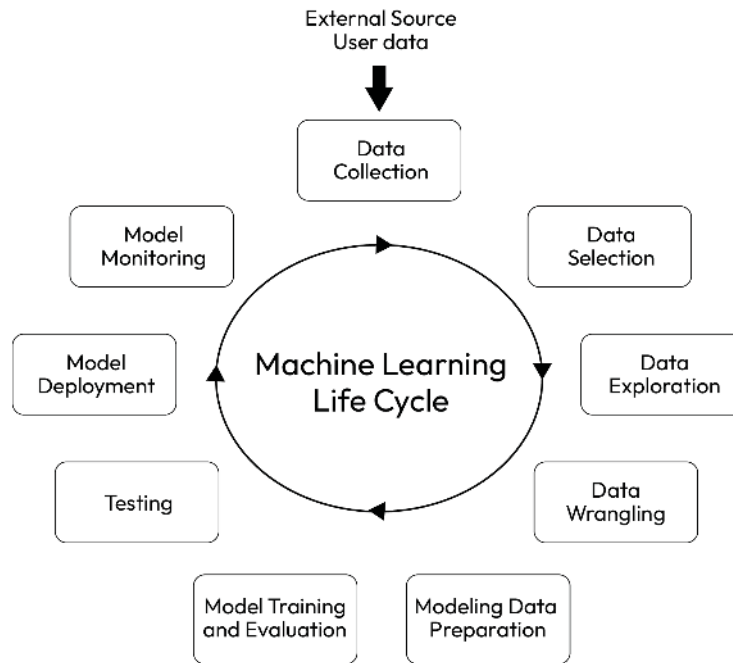 External Source
User data
Data
Collection
Data
Selection
Data
Exploration
Data
Wrangling
Modeling Data
Preparation
Model Training
and Evaluation
Testing
Model
Deployment
Model
Monitoring
Machine Learning
Life Cycle